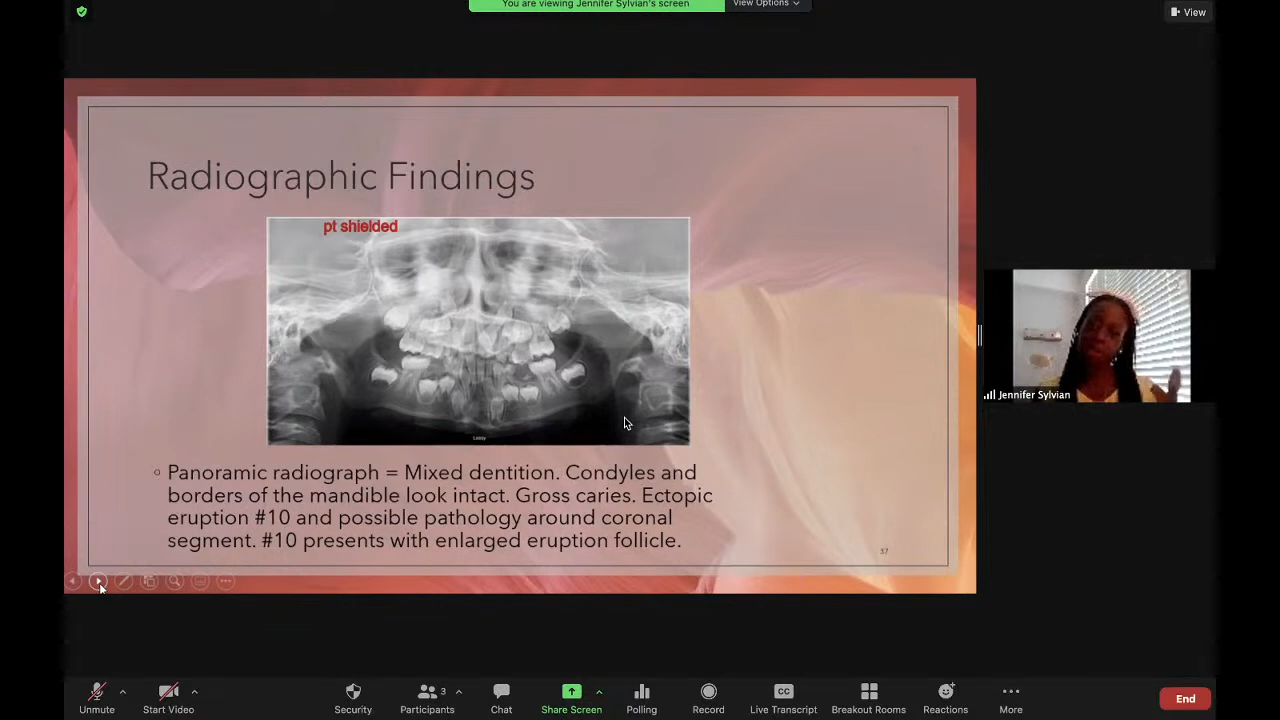 You are viewing Jennifer Sylvian's screen
View Options
View
Radiographic Findings
pt shielded
Panoramic radiograph = Mixed dentition. Condyles and
borders of the mandible look intact. Gross caries. Ectopic
eruption #10 and possible pathology around coronal
segment. #10 presents with enlarged eruption follicle.
37
Jennifer Sylvian
Unmute
Start Video
Security
3
Participants
Chat
Share Screen
Polling
Record
CC
Live Transcript
Breakout Rooms
Reactions
More
End